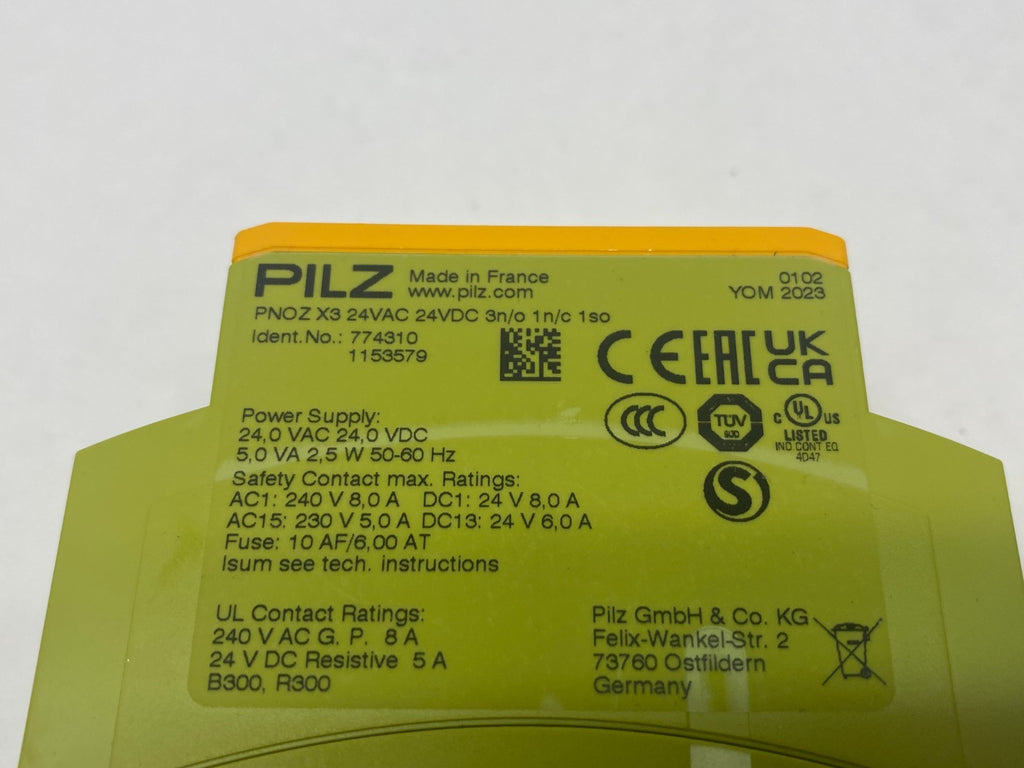 PILZ Made in France
www.pilz.com
0102
YOM 2023
PNOZ X3 24VAC 24VDC 3n/o 1n/c 1so
Ident.No.: 774310
1153579
CE EAC UK
CA
CCC TÜV
SÜD
c UL US
LISTED
IND.CONT.EQ
4D47
S
Power Supply:
24,0 VAC 24,0 VDC
5,0 VA 2,5 W 50-60 Hz
Safety Contact max. Ratings:
AC1: 240 V 8,0 A DC1: 24 V 8,0 A
AC15: 230 V 5,0 A DC13: 24 V 6,0 A
Fuse: 10 AF/6,00 AT
Isum see tech. instructions
UL Contact Ratings:
240 V AC G. P. 8 A
24 V DC Resistive 5 A
B300, R300
Pilz GmbH & Co. KG
Felix-Wankel-Str. 2
73760 Ostfildern
Germany